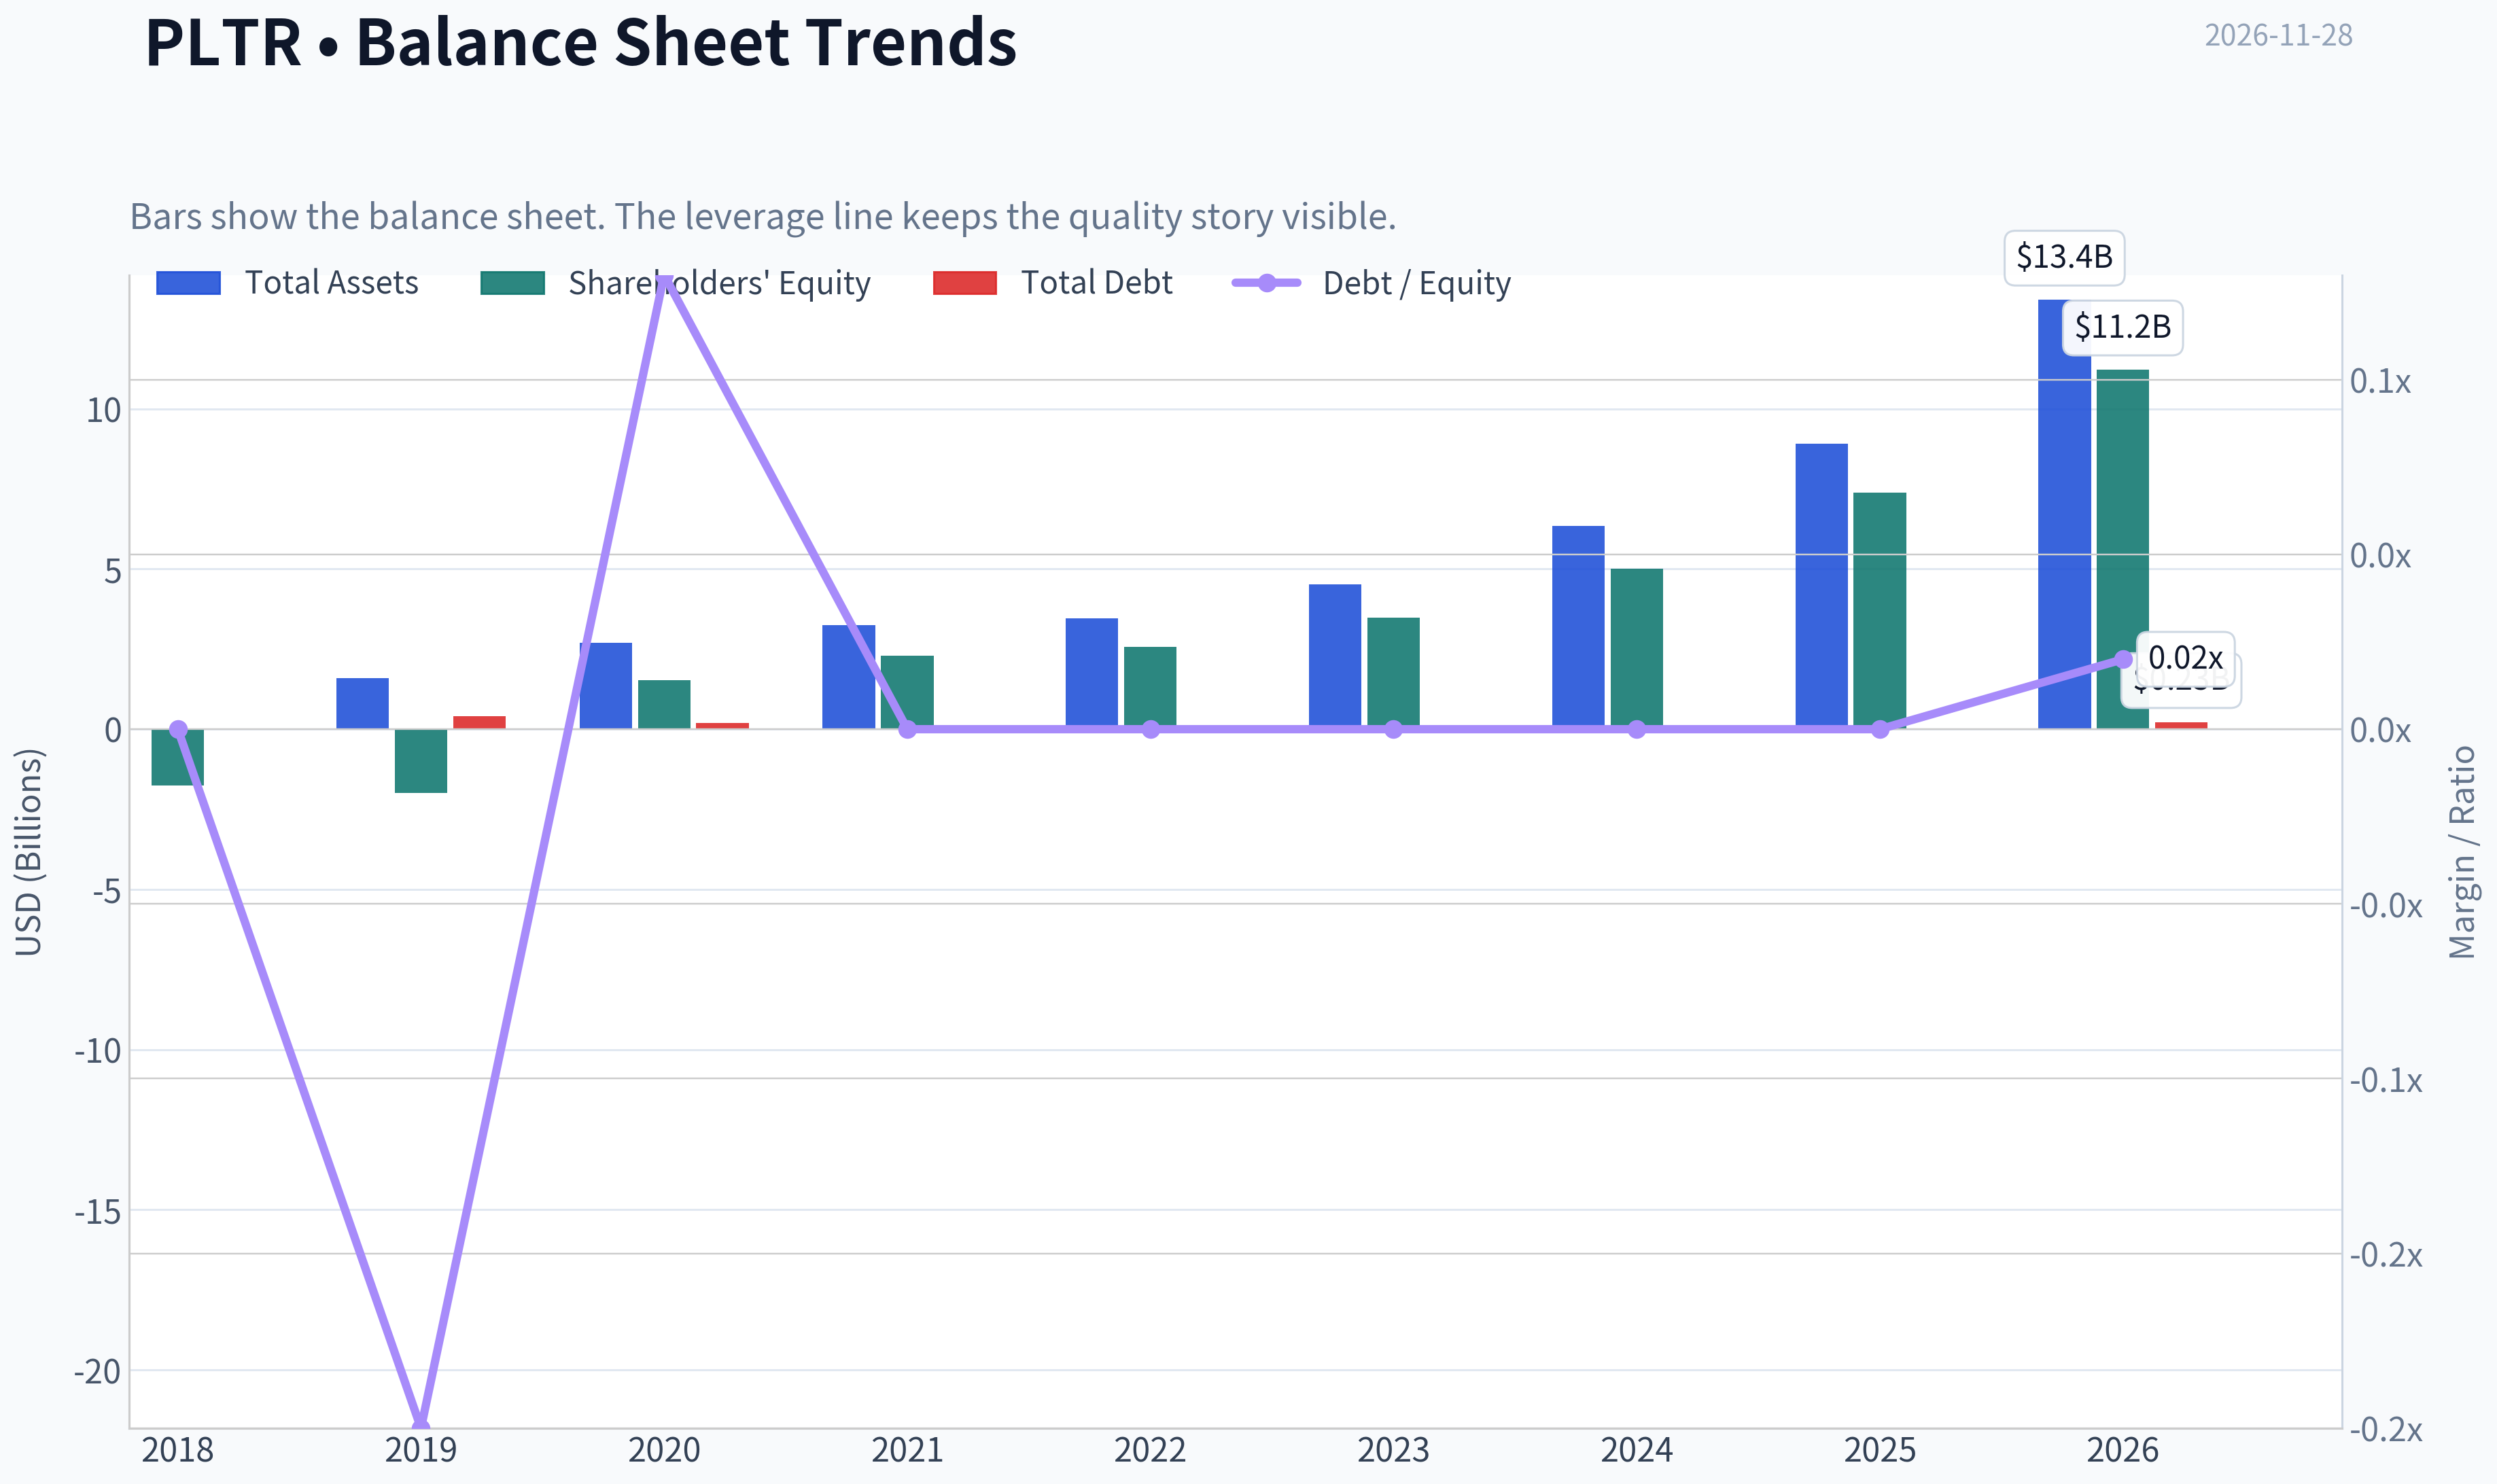 PLTR • Balance Sheet Trends
2026-11-28
Bars show the balance sheet. The leverage line keeps the quality story visible.
Total Assets
Shareholders' Equity
Total Debt
Debt / Equity
$13.4B
$11.2B
0.02x
$0.23B
10
5
0
-5
-10
-15
-20
USD (Billions)
0.1x
0.0x
0.0x
-0.0x
-0.1x
-0.2x
-0.2x
Margin / Ratio
2018
2019
2020
2021
2022
2023
2024
2025
2026